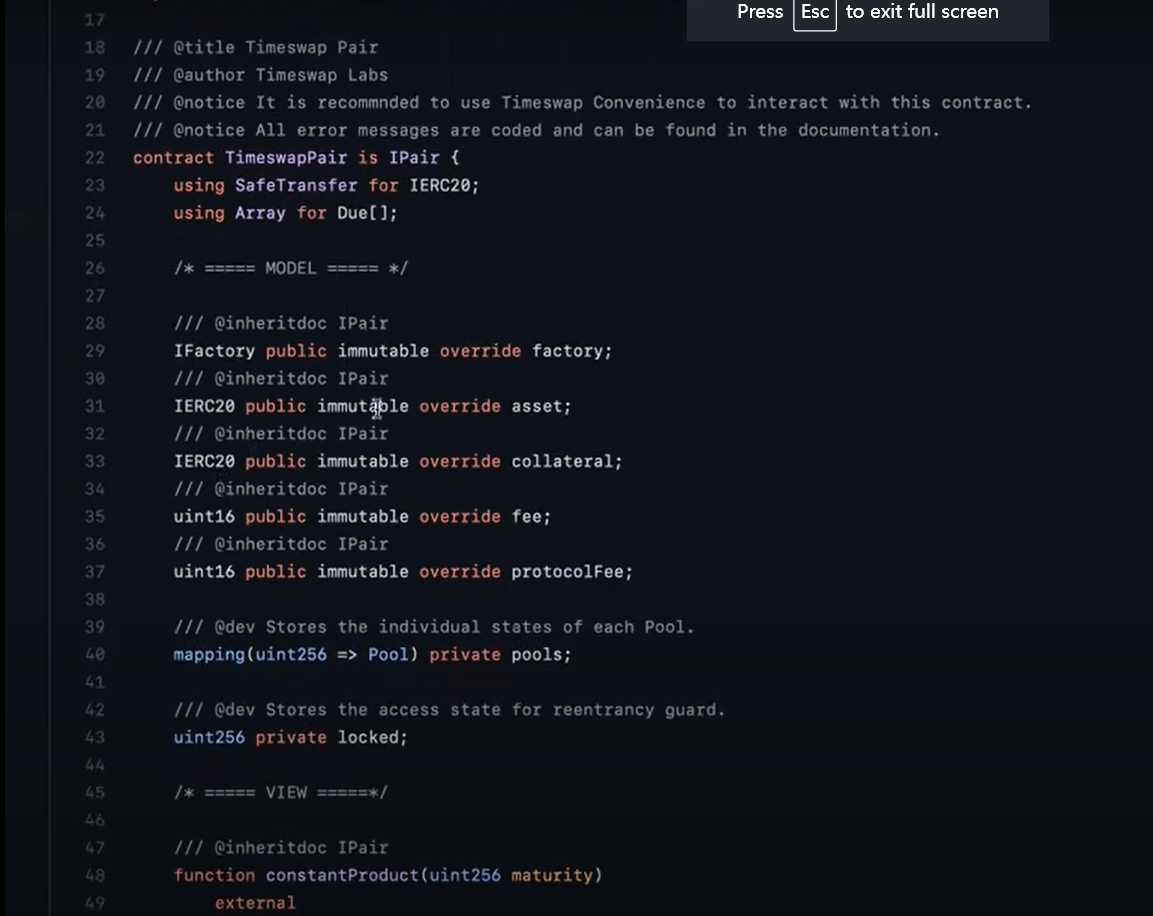 Press Esc to exit full screen
17
18 /// @title Timeswap Pair
19 /// @author Timeswap Labs
20 /// @notice It is recommnded to use Timeswap Convenience to interact with this contract.
21 /// @notice All error messages are coded and can be found in the documentation.
22 contract TimeswapPair is IPair {
23 using SafeTransfer for IERC20;
24 using Array for Due[];
25
26 /* ===== MODEL ===== */
27
28 /// @inheritdoc IPair
29 IFactory public immutable override factory;
30 /// @inheritdoc IPair
31 IERC20 public immutable override asset;
32 /// @inheritdoc IPair
33 IERC20 public immutable override collateral;
34 /// @inheritdoc IPair
35 uint16 public immutable override fee;
36 /// @inheritdoc IPair
37 uint16 public immutable override protocolFee;
38
39 /// @dev Stores the individual states of each Pool.
40 mapping(uint256 => Pool) private pools;
41
42 /// @dev Stores the access state for reentrancy guard.
43 uint256 private locked;
44
45 /* ===== VIEW =====*/
46
47 /// @inheritdoc IPair
48 function constantProduct(uint256 maturity)
49 external